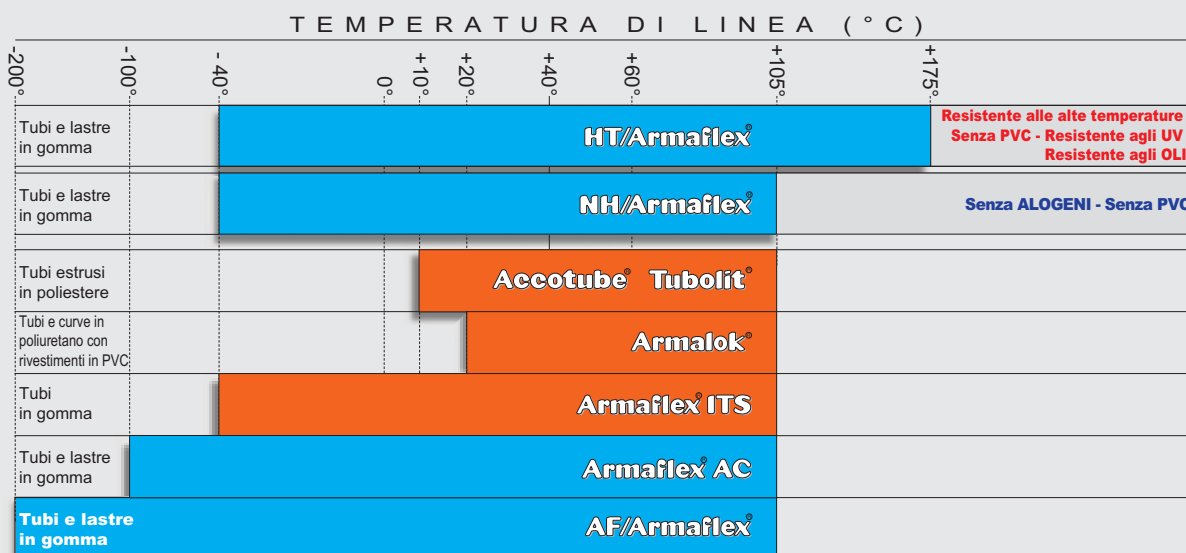 TEMPERATURA DI LINEA (°C)
-200°
-100°
- 40°
0°
+10°
+20°
+40°
+60°
+105°
+175°
Tubi e lastre
in gomma
HT/Armaflex®
Resistente alle alte temperature
Senza PVC - Resistente agli UV
Resistente agli OLI
Tubi e lastre
in gomma
NH/Armaflex®
Senza ALOGENI - Senza PVC
Tubi estrusi
in poliestere
Accotube® Tubolit®
Tubi e curve in
poliuretano con
rivestimenti in PVC
Armalok®
Tubi
in gomma
Armaflex® ITS
Tubi e lastre
in gomma
Armaflex® AC
Tubi e lastre
in gomma
AF/Armaflex®